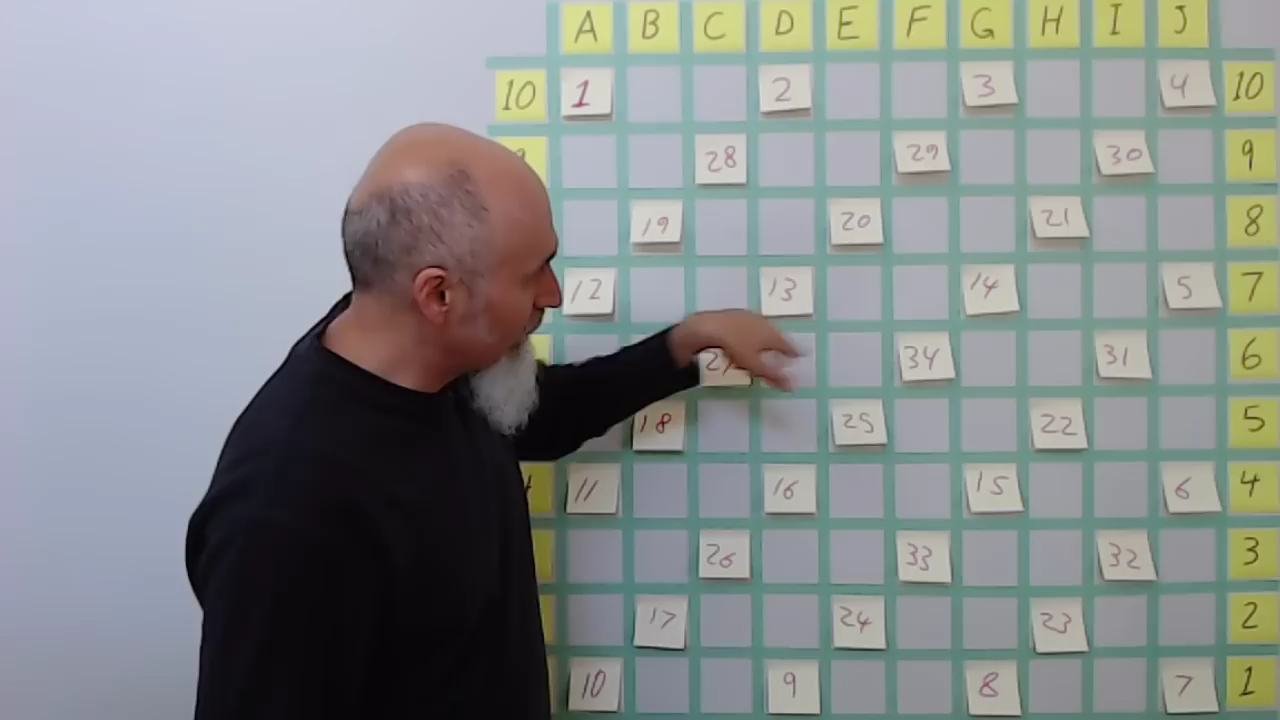 A B C D E F G H I J
10 1 2 3 4 10
28 29 30 9
19 20 21 8
12 13 14 5 7
34 31 6
18 25 22 5
11 16 15 6 4
26 33 32 3
17 24 23 2
10 9 8 7 1